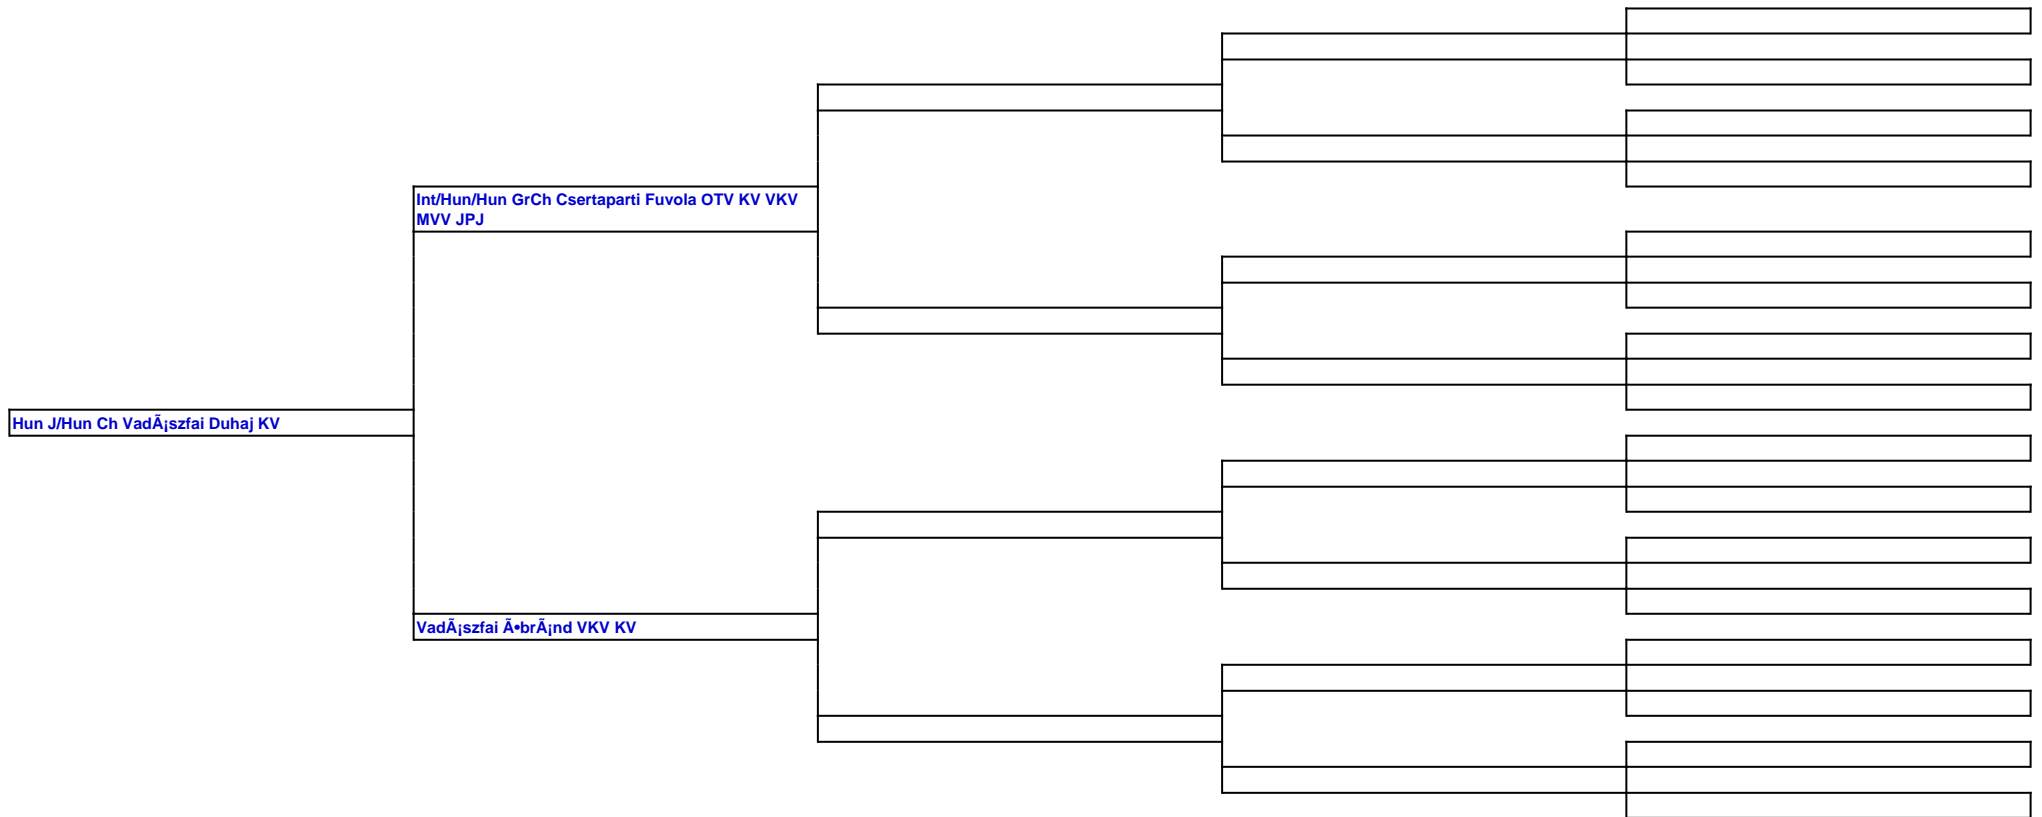 Int/Hun/Hun GrCh Csertaparti Fuvola OTV KV VKV
MVV JPJ
Hun J/Hun Ch VadÃ¡szfai Duhaj KV
VadÃ¡szfai Ã•brÃ¡nd VKV KV